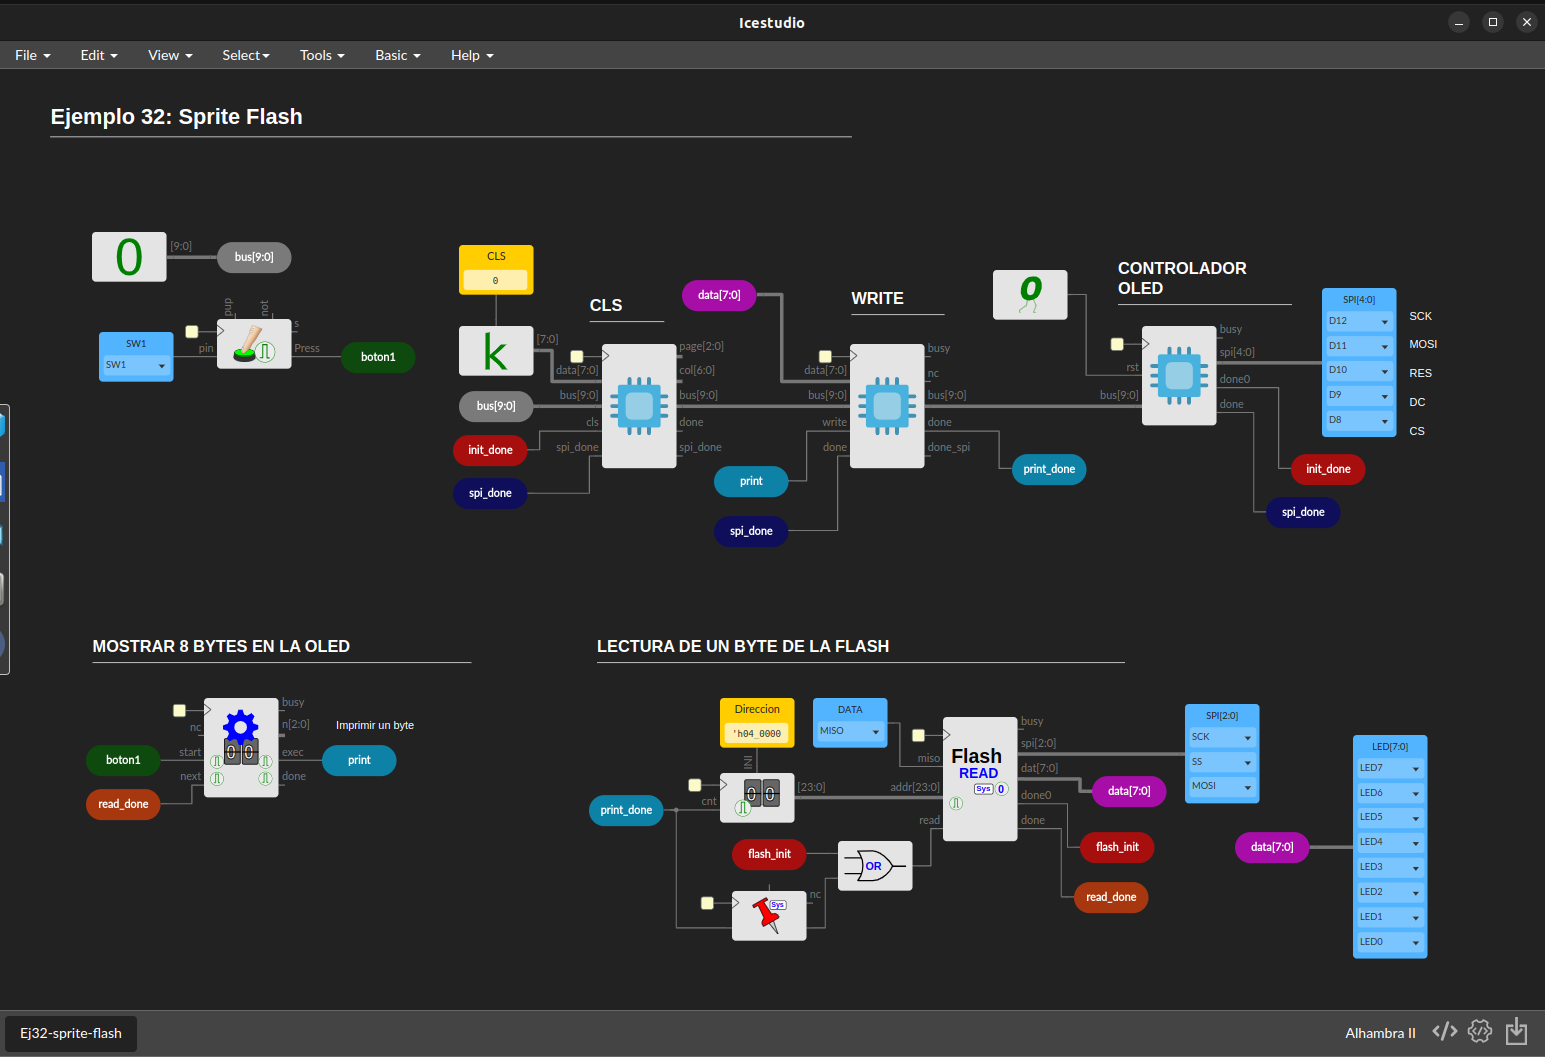 Icestudio
File Edit View Select Tools Basic Help
Ejemplo 32: Sprite Flash
0
[9:0]
bus[9:0]
SW1
SW1
pin
pup
not
s
Press
boton1
CLS
0
k
[7:0]
bus[9:0]
init_done
spi_done
CLS
data[7:0]
bus[9:0]
cls
spi_done
page[2:0]
col[6:0]
bus[9:0]
done
spi_done
data[7:0]
WRITE
data[7:0]
bus[9:0]
write
done
busy
nc
bus[9:0]
done
done_spi
print
spi_done
print_done
0
CONTROLADOR
OLED
rst
bus[9:0]
busy
spi[4:0]
done0
done
SPI[4:0]
D12
D11
D10
D9
D8
SCK
MOSI
RES
DC
CS
init_done
spi_done
MOSTRAR 8 BYTES EN LA OLED
nc
start
next
00
busy
n[2:0]
exec
done
boton1
read_done
Imprimir un byte
print
LECTURA DE UN BYTE DE LA FLASH
Direccion
'h04_0000
DATA
MISO
INI
cnt
00
[23:0]
print_done
flash_init
OR
Sys
nc
miso
addr[23:0]
read
Flash
READ
Sys 0
busy
spi[2:0]
dat[7:0]
done0
done
SPI[2:0]
SCK
SS
MOSI
data[7:0]
flash_init
read_done
data[7:0]
LED[7:0]
LED7
LED6
LED5
LED4
LED3
LED2
LED1
LED0
Ej32-sprite-flash
Alhambra II